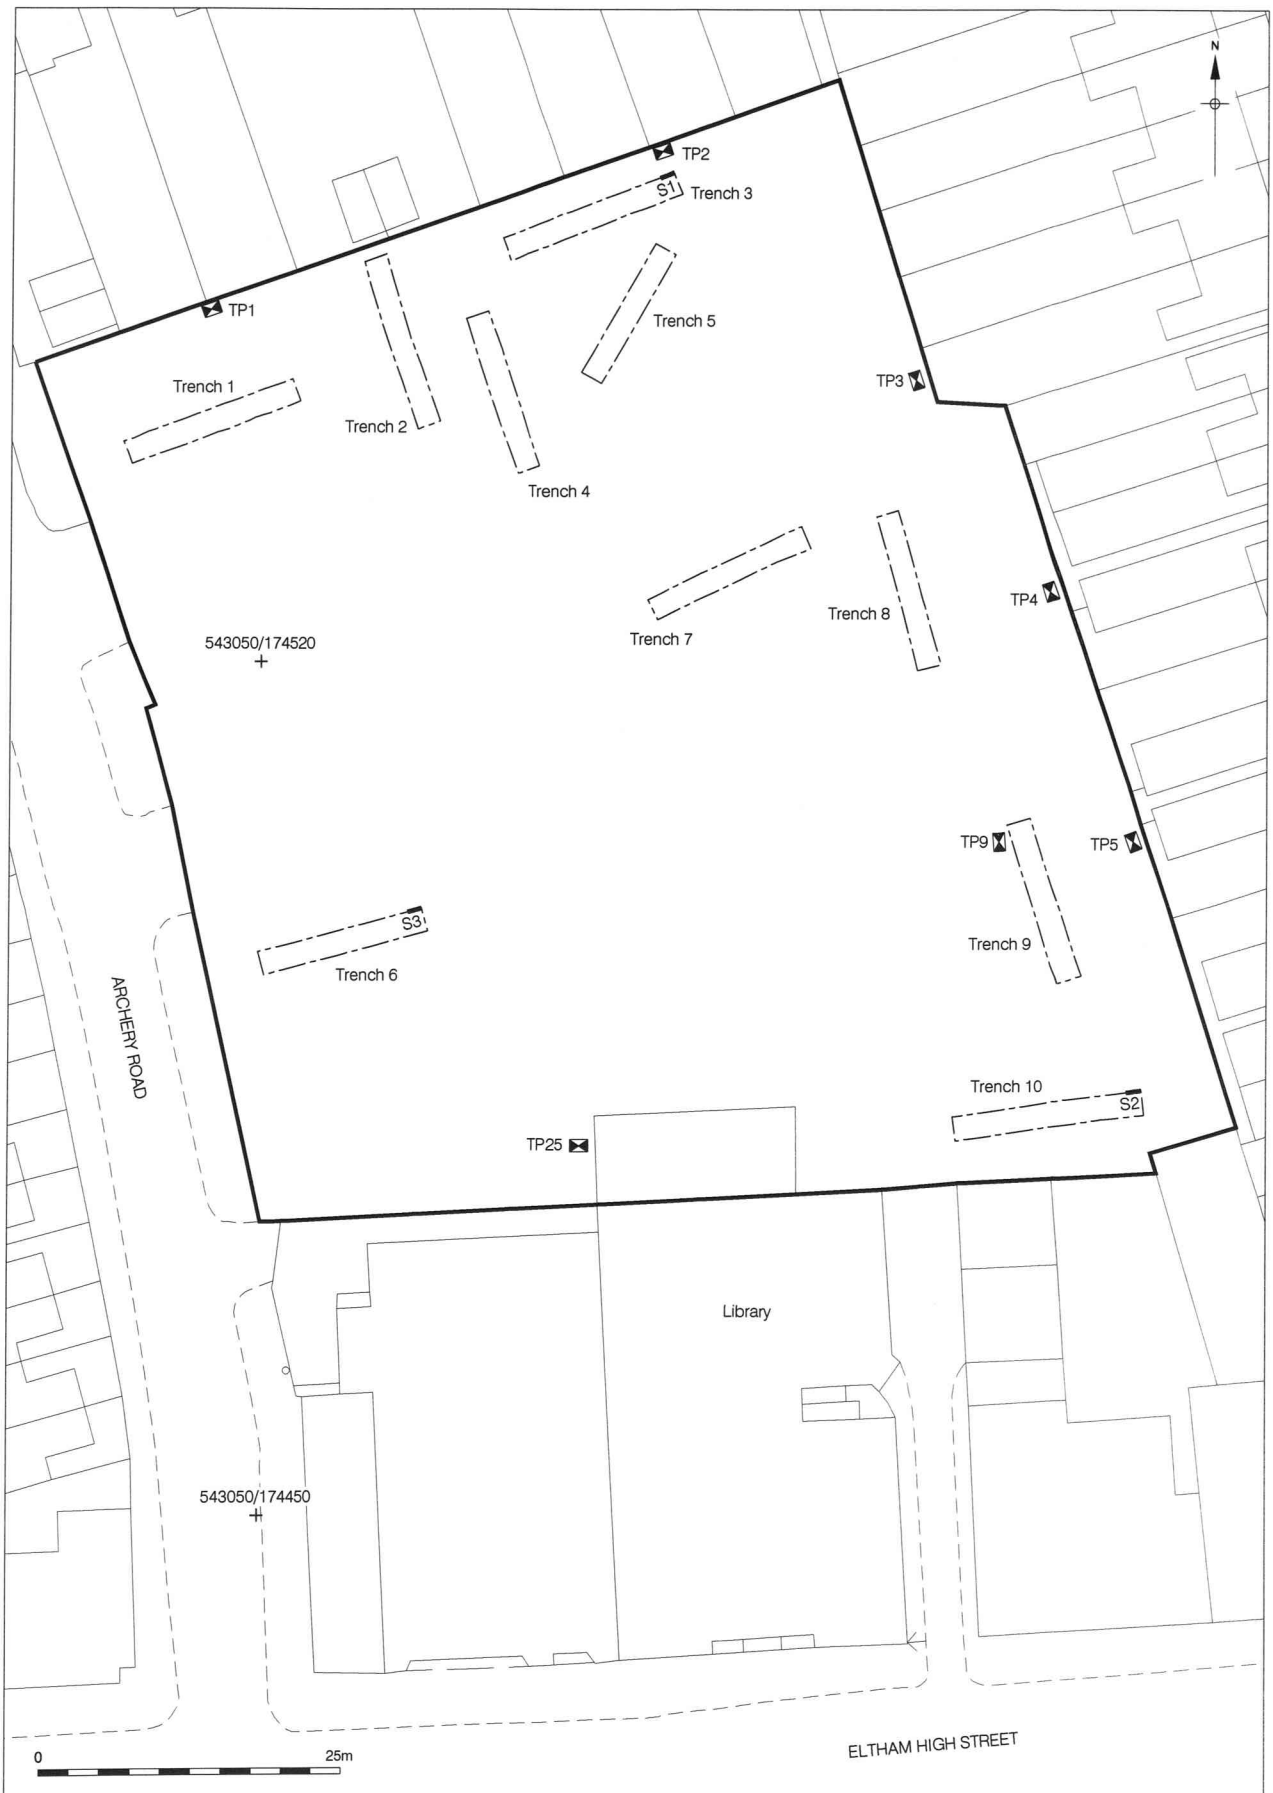 N
TP2
S1
Trench 3
TP1
Trench 5
Trench 1
TP3
Trench 2
Trench 4
TP4
Trench 8
Trench 7
543050/174520
TP9
TP5
S3
Trench 9
Trench 6
ARCHERY ROAD
Trench 10
S2
TP25
Library
543050/174450
ELTHAM HIGH STREET
0 25m